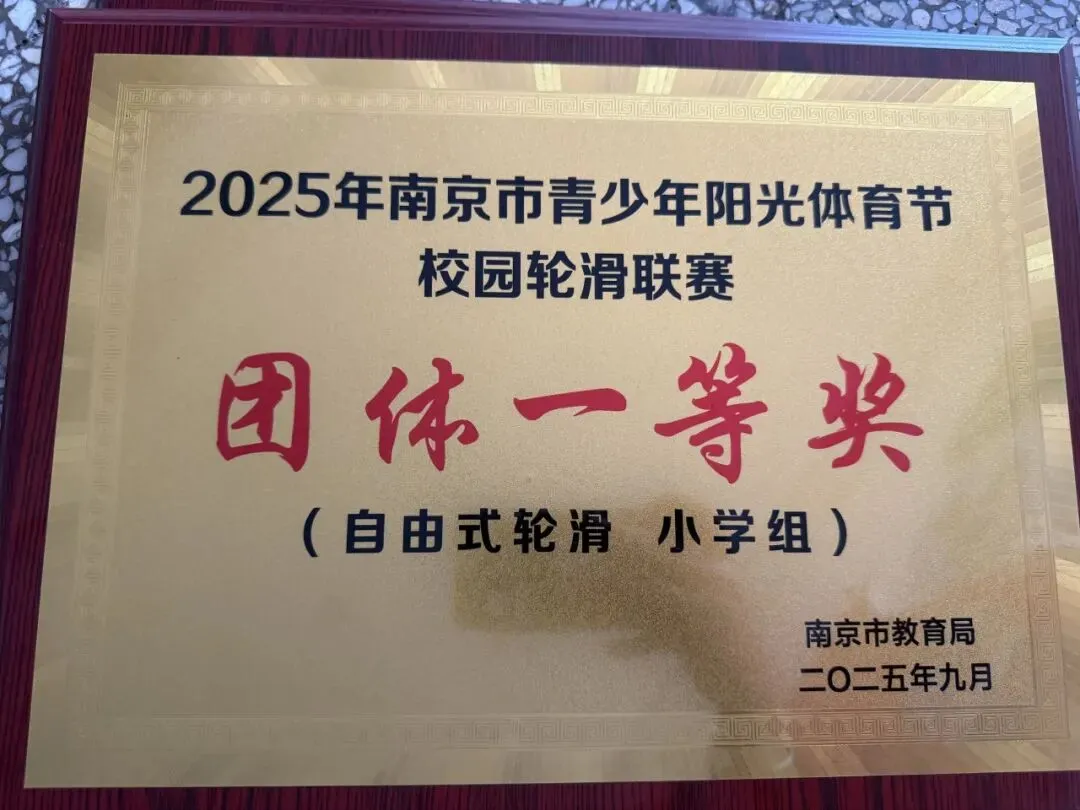 2025年南京市青少年阳光体育节
校园轮滑联赛
团体一等奖
（自由式轮滑 小学组）
南京市教育局
二〇二五年九月